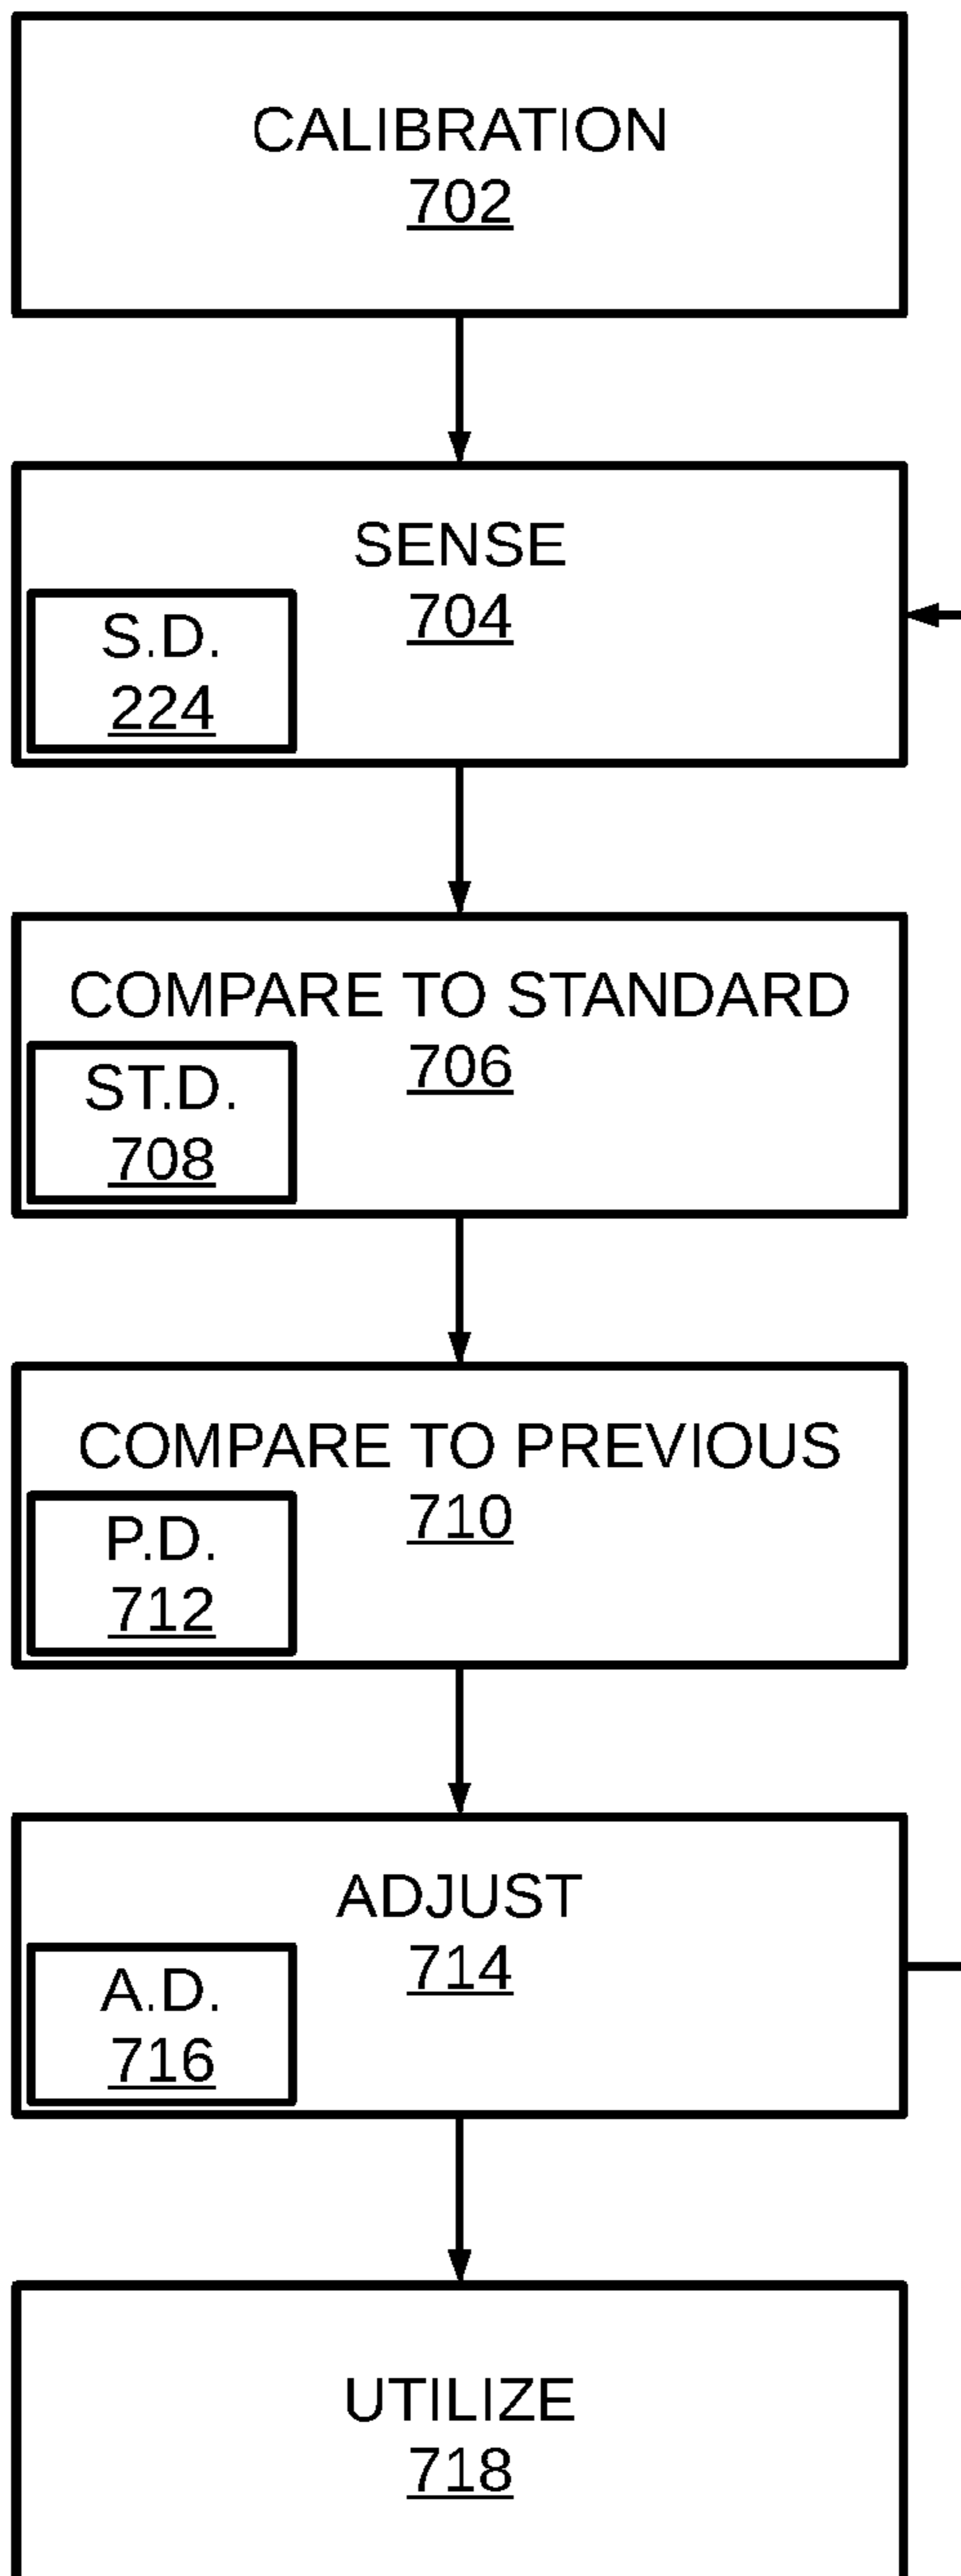 CALIBRATION
702
SENSE
704
S.D.
224
COMPARE TO STANDARD
706
ST.D.
708
COMPARE TO PREVIOUS
710
P.D.
712
ADJUST
714
A.D.
716
UTILIZE
718